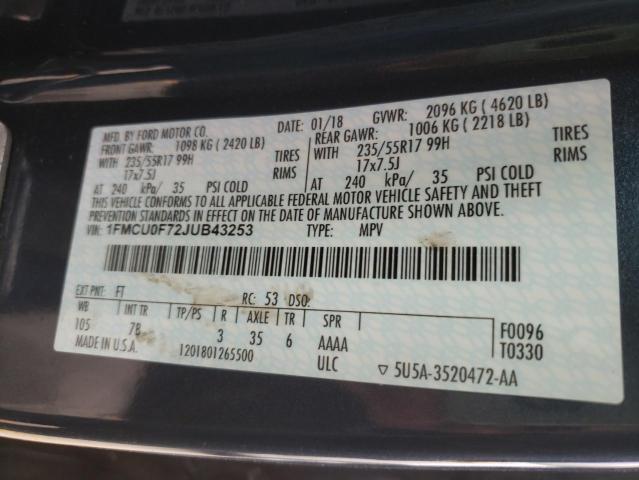 MFD. BY FORD MOTOR CO.
DATE: 01/18 GVWR: 2096 KG ( 4620 LB)
FRONT GAWR: 1098 KG ( 2420 LB)
REAR GAWR: 1006 KG ( 2218 LB)
WITH 235/55R17 99H TIRES
WITH 235/55R17 99H TIRES
17x7.5J RIMS
17x7.5J RIMS
AT 240 kPa/ 35 PSI COLD
AT 240 kPa/ 35 PSI COLD
THIS VEHICLE CONFORMS TO ALL APPLICABLE FEDERAL MOTOR VEHICLE SAFETY AND THEFT
PREVENTION STANDARDS IN EFFECT ON THE DATE OF MANUFACTURE SHOWN ABOVE.
VIN: 1FMCU0F72JUB43253 TYPE: MPV
EXT PNT: FT RC: 53 DSO:
WB INT TR TP/PS R AXLE TR SPR
105 7B 3 35 6 AAAA
F0096
T0330
MADE IN U.S.A. 1201801265500 ULC
▽ 5U5A-3520472-AA